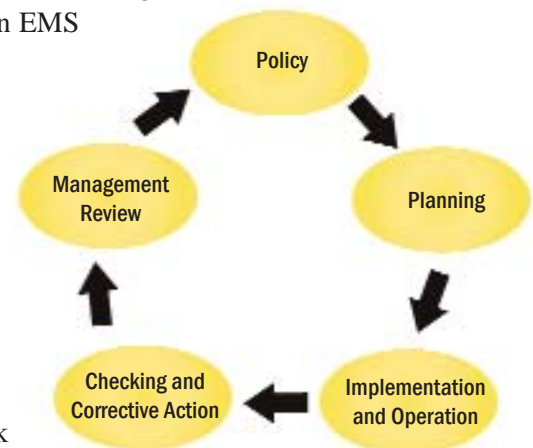 n EMS
Policy
Planning
Implementation
and Operation
Checking and
Corrective Action
Management
Review
k